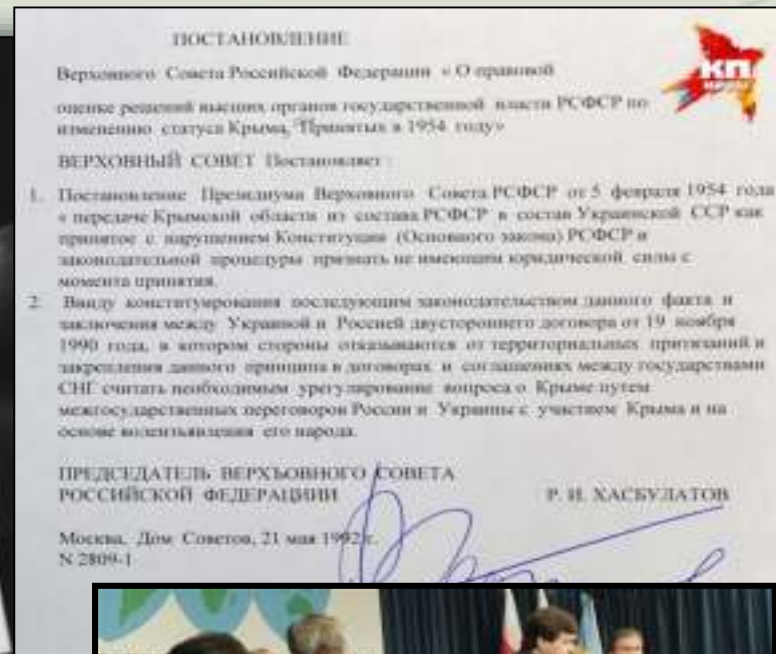 ПОСТАНОВЛЕНИЕ
Верховного Совета Российской Федерации « О правовой
оценке решений высших органов государственной власти РСФСР по
изменению статуса Крыма, Принятых в 1954 году»
ВЕРХОВНЫЙ СОВЕТ Постановляет :
1. Постановление Президиума Верховного Совета РСФСР от 5 февраля 1954 года
« передаче Крымской области из состава РСФСР в состав Украинской ССР как
принятое с нарушением Конституции (Основного закона) РСФСР и
законодательной процедуры признать не имеющим юридической силы с
момента принятия.
2. Ввиду конституирования последующим законодательством данного факта и
заключения между Украиной и Россией двустороннего договора от 19 ноября
1990 года, в котором стороны отказываются от территориальных притязаний и
закрепления данного принципа в договорах и соглашениях между государствами
СНГ считать необходимым урегулирование вопроса о Крыме путем
межгосударственных переговоров России и Украины с участием Крыма и на
основе волеизъявления его народа.
ПРЕДСЕДАТЕЛЬ ВЕРХЪОВНОГО СОВЕТА
РОССИЙСКОЙ ФЕДЕРАЦИИИ
Р. И. ХАСБУЛАТОВ
Москва, Дом Советов, 21 мая 1992 г.
N 2809-1
КП